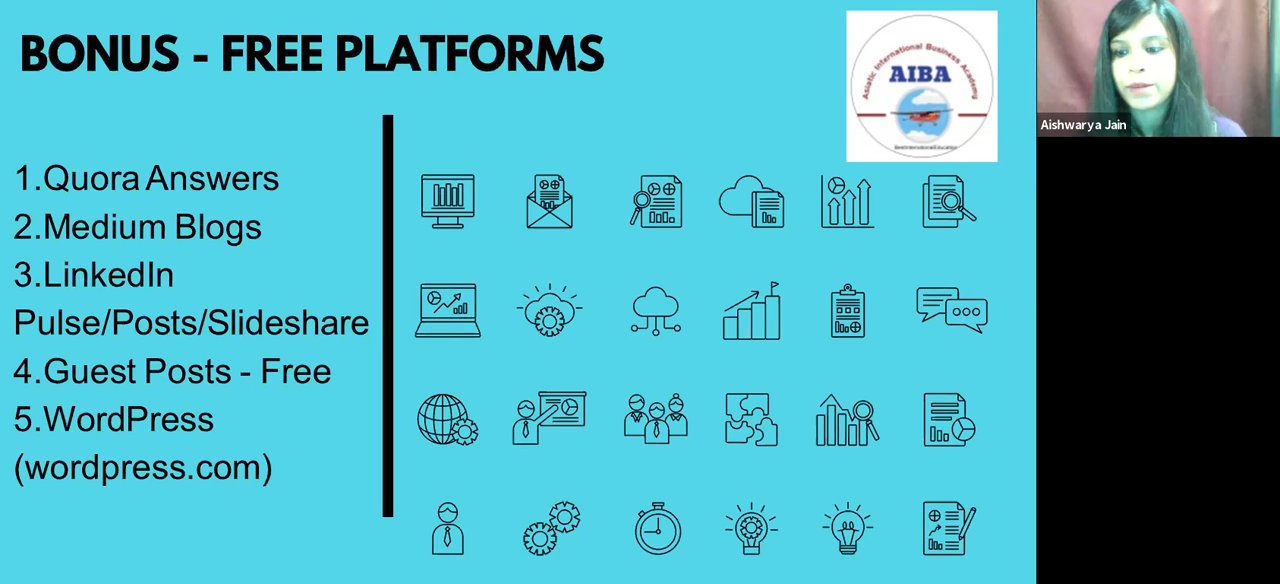 BONUS - FREE PLATFORMS
Asiatic International Business Academy
AIBA
BestInternationalEducation
Aishwarya Jain
1.Quora Answers
2.Medium Blogs
3.LinkedIn
Pulse/Posts/Slideshare
4.Guest Posts - Free
5.WordPress
(wordpress.com)